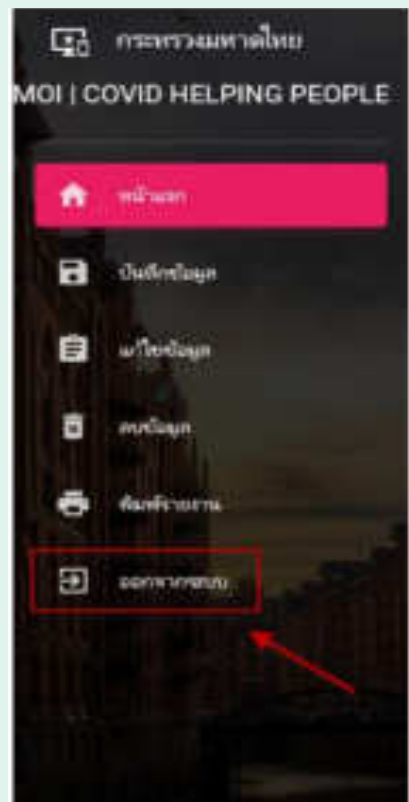 กระทรวงมหาดไทย
MOI | COVID HELPING PEOPLE
หน้าแรก
บันทึกข้อมูล
แก้ไขข้อมูล
ลบข้อมูล
พิมพ์รายงาน
ออกจากระบบ